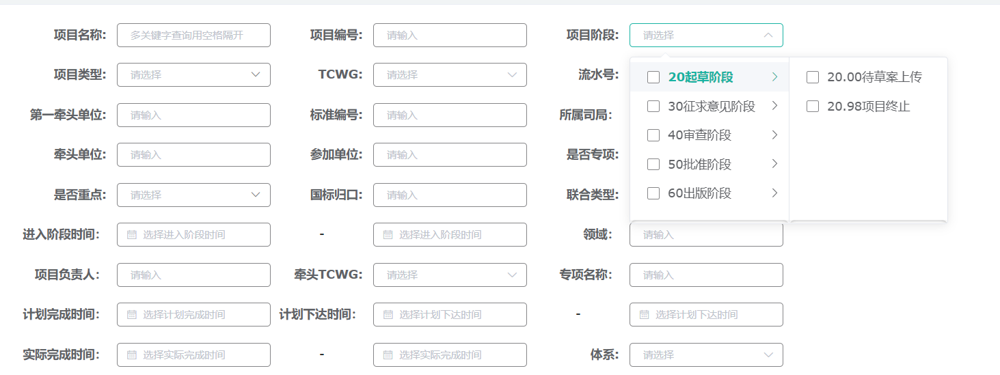 项目名称: 多关键字查询用空格隔开 项目编号: 请输入 项目阶段: 请选择
项目类型: 请选择 TCWG: 请选择 流水号: 20起草阶段 20.00待草案上传
第一牵头单位: 请输入 标准编号: 请输入 所属司局: 30征求意见阶段 20.98项目终止
40审查阶段
牵头单位: 请输入 参加单位: 请输入 是否专项: 50批准阶段
是否重点: 请选择 国标归口: 请输入 联合类型: 60出版阶段
进入阶段时间: 选择进入阶段时间 - 选择进入阶段时间 领域: 请输入
项目负责人: 请输入 牵头TCWG: 请选择 专项名称: 请输入
计划完成时间: 选择计划完成时间 计划下达时间: 选择计划下达时间 - 选择计划下达时间
实际完成时间: 选择实际完成时间 - 选择实际完成时间 体系: 请选择